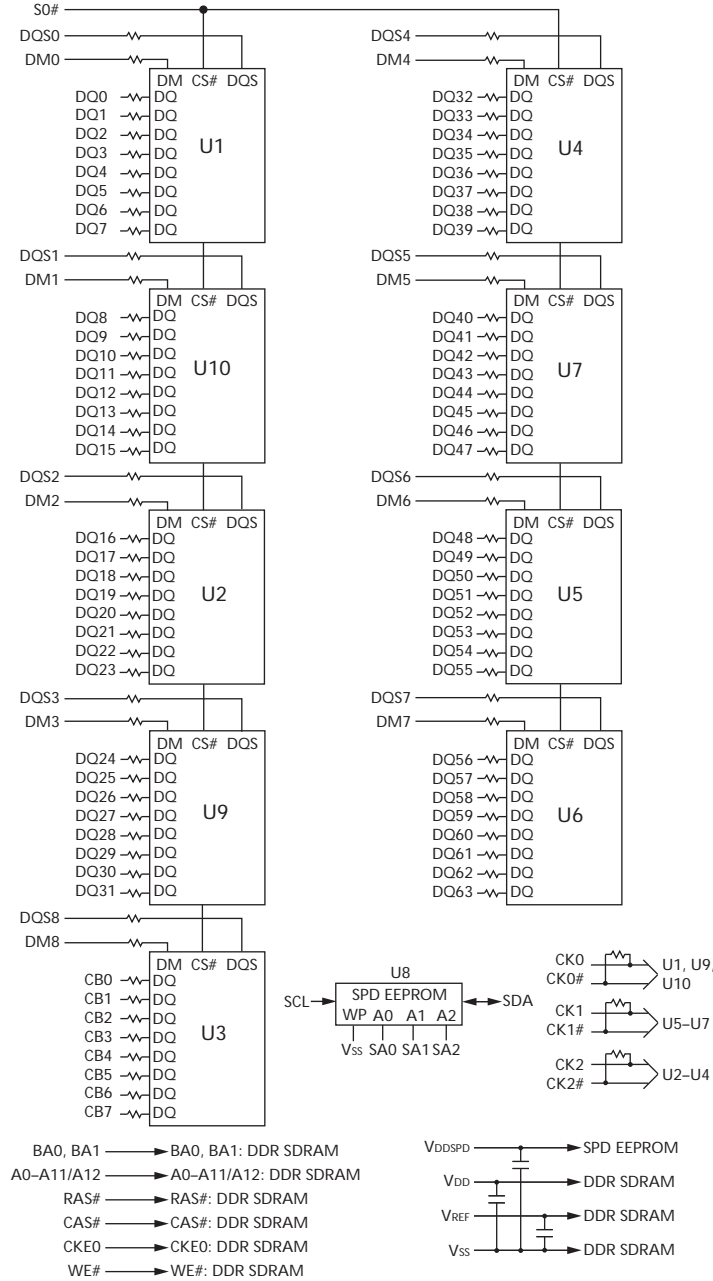 S0#
DQS0
DM0
DM CS# DQS
DQ0 DQ
DQ1 DQ
DQ2 DQ
DQ3 DQ
DQ4 DQ
DQ5 DQ
DQ6 DQ
DQ7 DQ
U1
DQS1
DM1
DM CS# DQS
DQ8 DQ
DQ9 DQ
DQ10 DQ
DQ11 DQ
DQ12 DQ
DQ13 DQ
DQ14 DQ
DQ15 DQ
U10
DQS2
DM2
DM CS# DQS
DQ16 DQ
DQ17 DQ
DQ18 DQ
DQ19 DQ
DQ20 DQ
DQ21 DQ
DQ22 DQ
DQ23 DQ
U2
DQS3
DM3
DM CS# DQS
DQ24 DQ
DQ25 DQ
DQ26 DQ
DQ27 DQ
DQ28 DQ
DQ29 DQ
DQ30 DQ
DQ31 DQ
U9
DQS8
DM8
DM CS# DQS
CB0 DQ
CB1 DQ
CB2 DQ
CB3 DQ
CB4 DQ
CB5 DQ
CB6 DQ
CB7 DQ
U3
DQS4
DM4
DM CS# DQS
DQ32 DQ
DQ33 DQ
DQ34 DQ
DQ35 DQ
DQ36 DQ
DQ37 DQ
DQ38 DQ
DQ39 DQ
U4
DQS5
DM5
DM CS# DQS
DQ40 DQ
DQ41 DQ
DQ42 DQ
DQ43 DQ
DQ44 DQ
DQ45 DQ
DQ46 DQ
DQ47 DQ
U7
DQS6
DM6
DM CS# DQS
DQ48 DQ
DQ49 DQ
DQ50 DQ
DQ51 DQ
DQ52 DQ
DQ53 DQ
DQ54 DQ
DQ55 DQ
U5
DQS7
DM7
DM CS# DQS
DQ56 DQ
DQ57 DQ
DQ58 DQ
DQ59 DQ
DQ60 DQ
DQ61 DQ
DQ62 DQ
DQ63 DQ
U6
U8
SCL SPD EEPROM SDA
WP A0 A1 A2
VSS SA0 SA1 SA2
CK0
CK0#
U1, U9,
U10
CK1
CK1#
U5–U7
CK2
CK2#
U2–U4
BA0, BA1 BA0, BA1: DDR SDRAM
A0–A11/A12 A0–A11/A12: DDR SDRAM
RAS# RAS#: DDR SDRAM
CAS# CAS#: DDR SDRAM
CKE0 CKE0: DDR SDRAM
WE# WE#: DDR SDRAM
VDDSPD SPD EEPROM
VDD DDR SDRAM
VREF DDR SDRAM
VSS DDR SDRAM